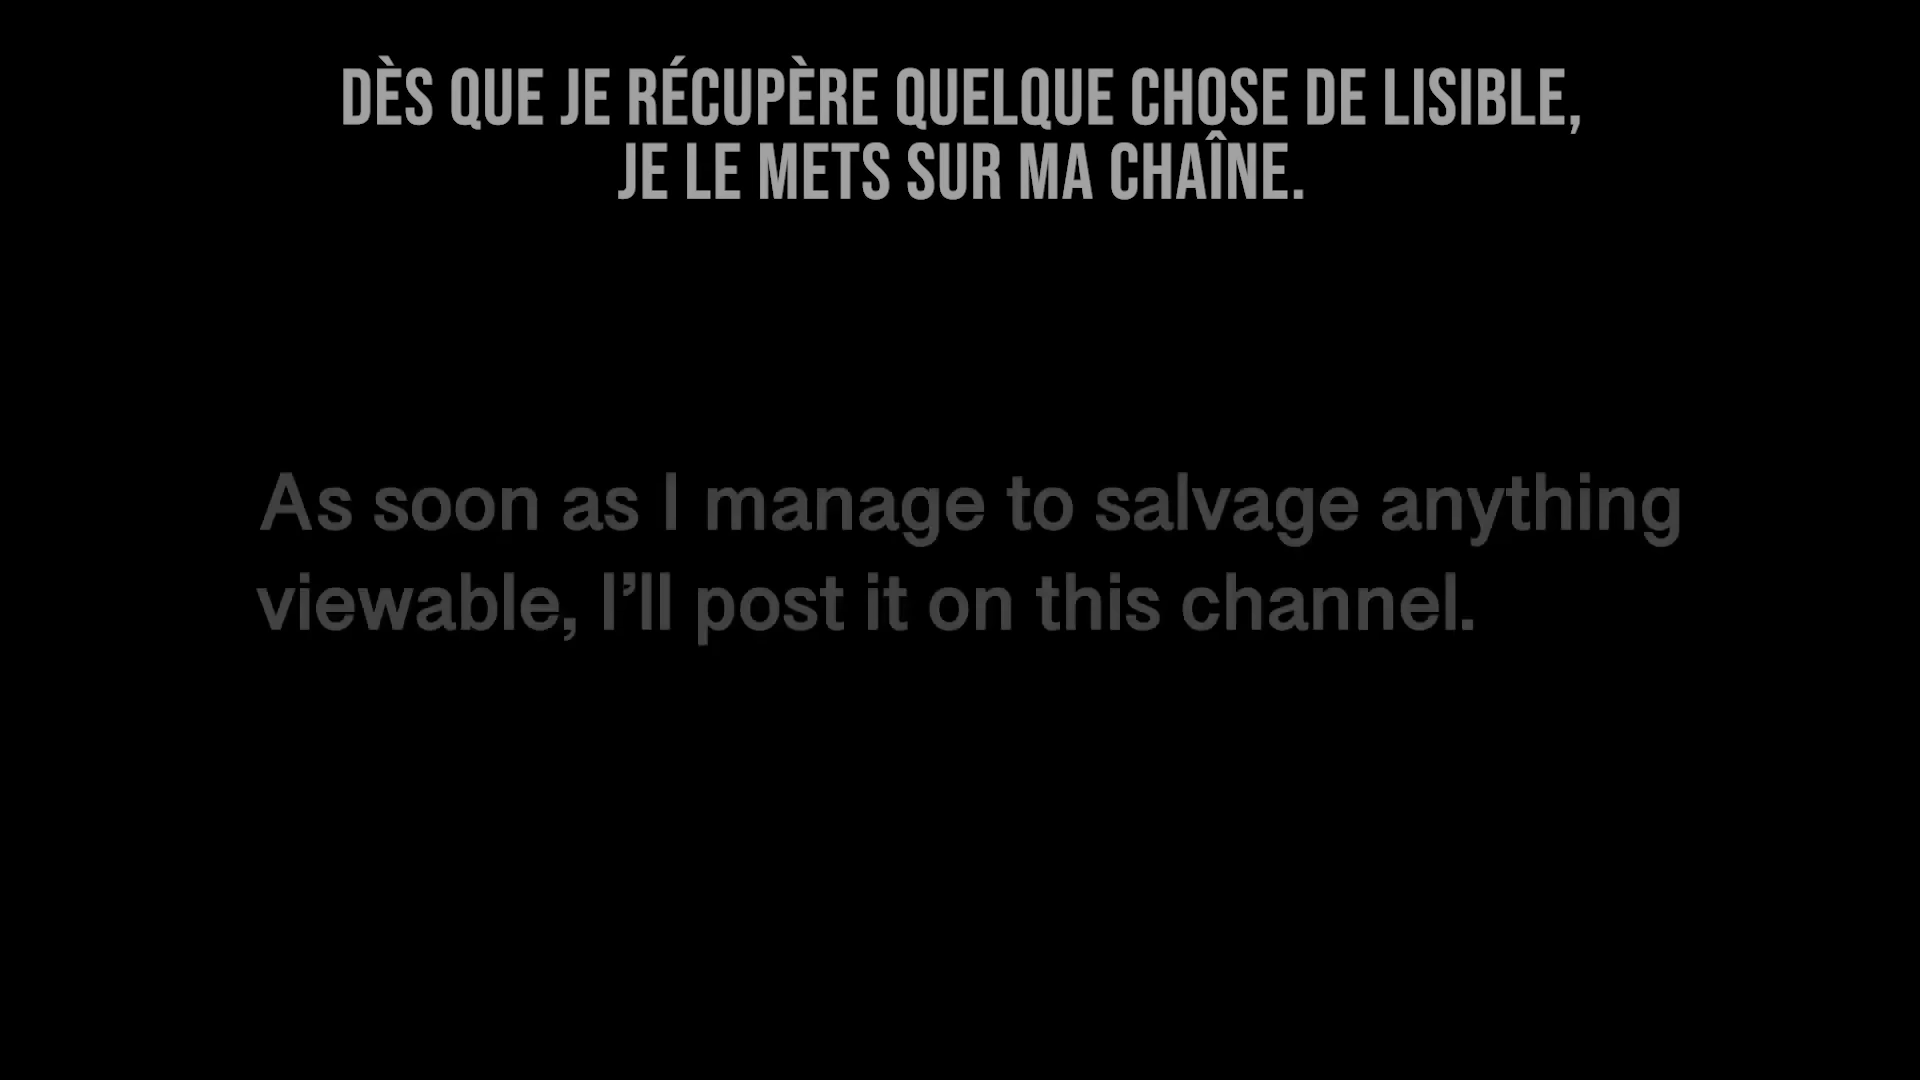 DÈS QUE JE RÉCUPÈRE QUELQUE CHOSE DE LISIBLE,
JE LE METS SUR MA CHAÎNE.
As soon as I manage to salvage anything
viewable, I’ll post it on this channel.